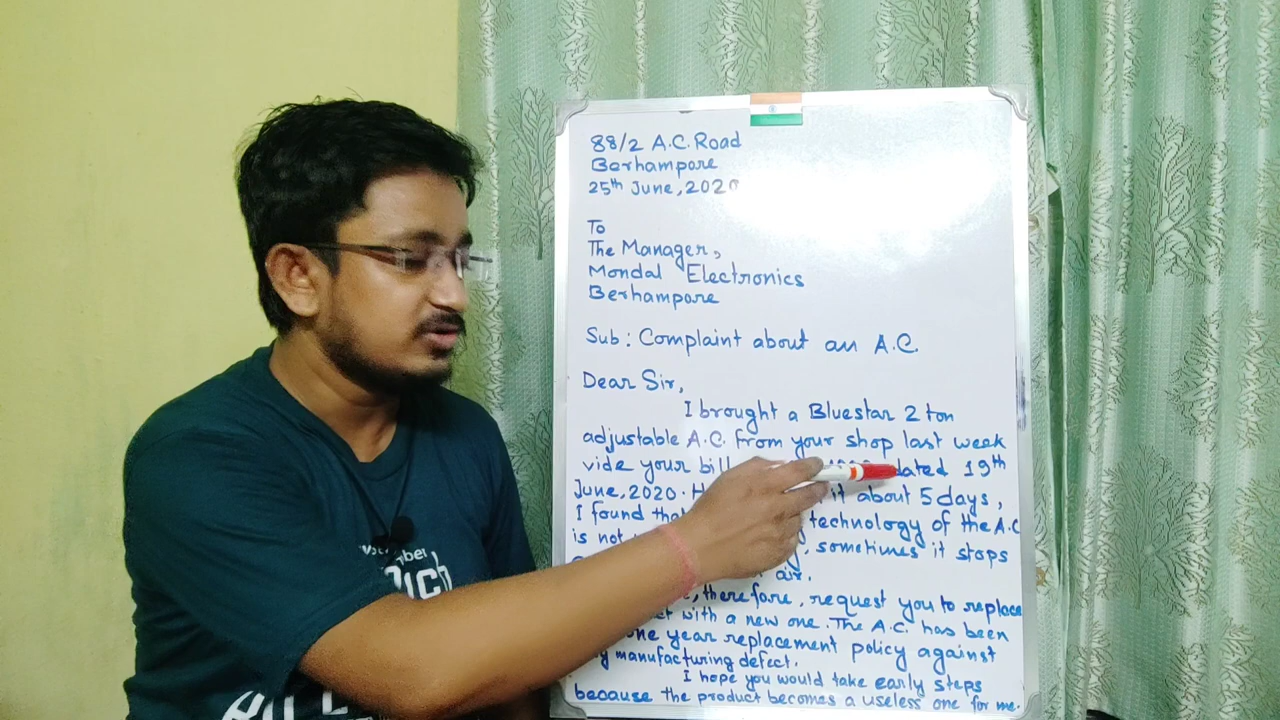 88/2 A.C. Road
Berhampore
25th June, 2020
To
The Manager,
Mondal Electronics
Berhampore
Sub : Complaint about an A.C.
Dear Sir,
I brought a Bluestar 2 ton
adjustable A.C. from your shop last week
vide your bill dated 19th
June, 2020. it about 5 days,
I found that technology of the A.C
is not , sometimes it stops
air.
, therefore, request you to replace
with a new one. The A.C. has been
one year replacement policy against
manufacturing defect.
I hope you would take early steps
because the product becomes a useless one for me.